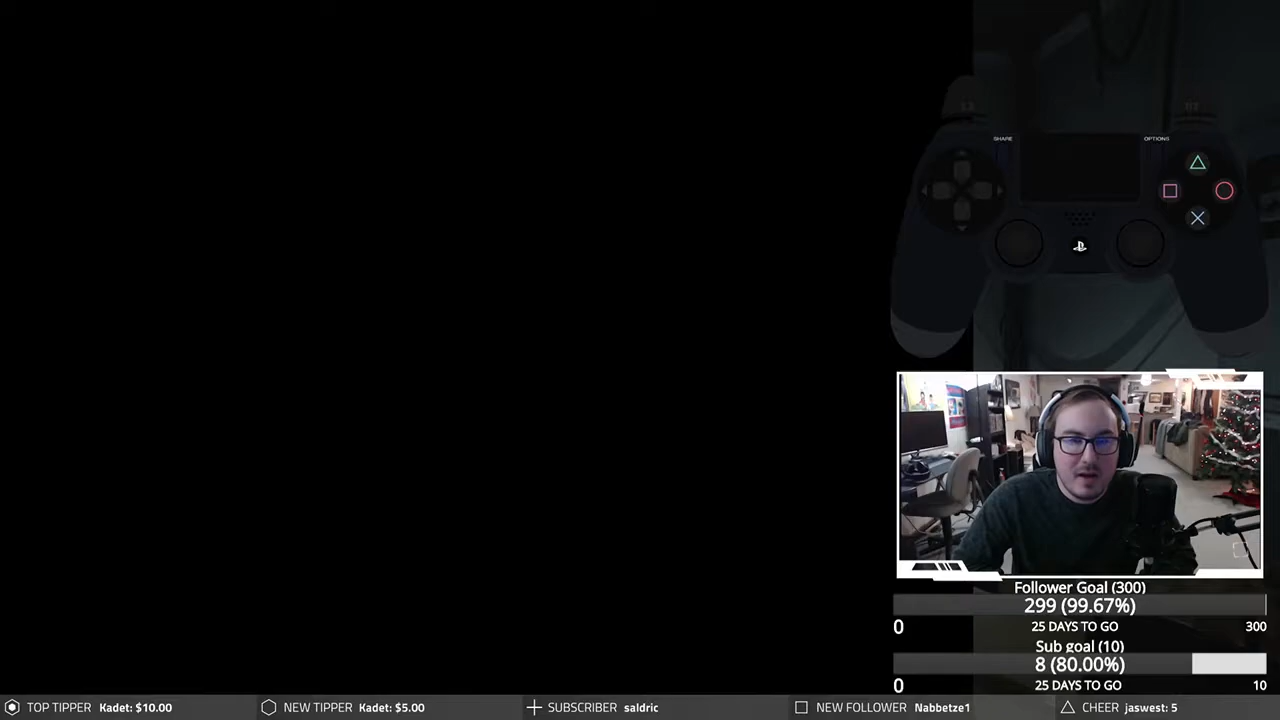 SHARE
OPTIONS
Follower Goal (300)
299 (99.67%)
0
25 DAYS TO GO
300
Sub goal (10)
8 (80.00%)
0
25 DAYS TO GO
10
TOP TIPPER Kadet: $10.00
NEW TIPPER Kadet: $5.00
SUBSCRIBER saldric
NEW FOLLOWER Nabbetze1
CHEER jaswest: 5